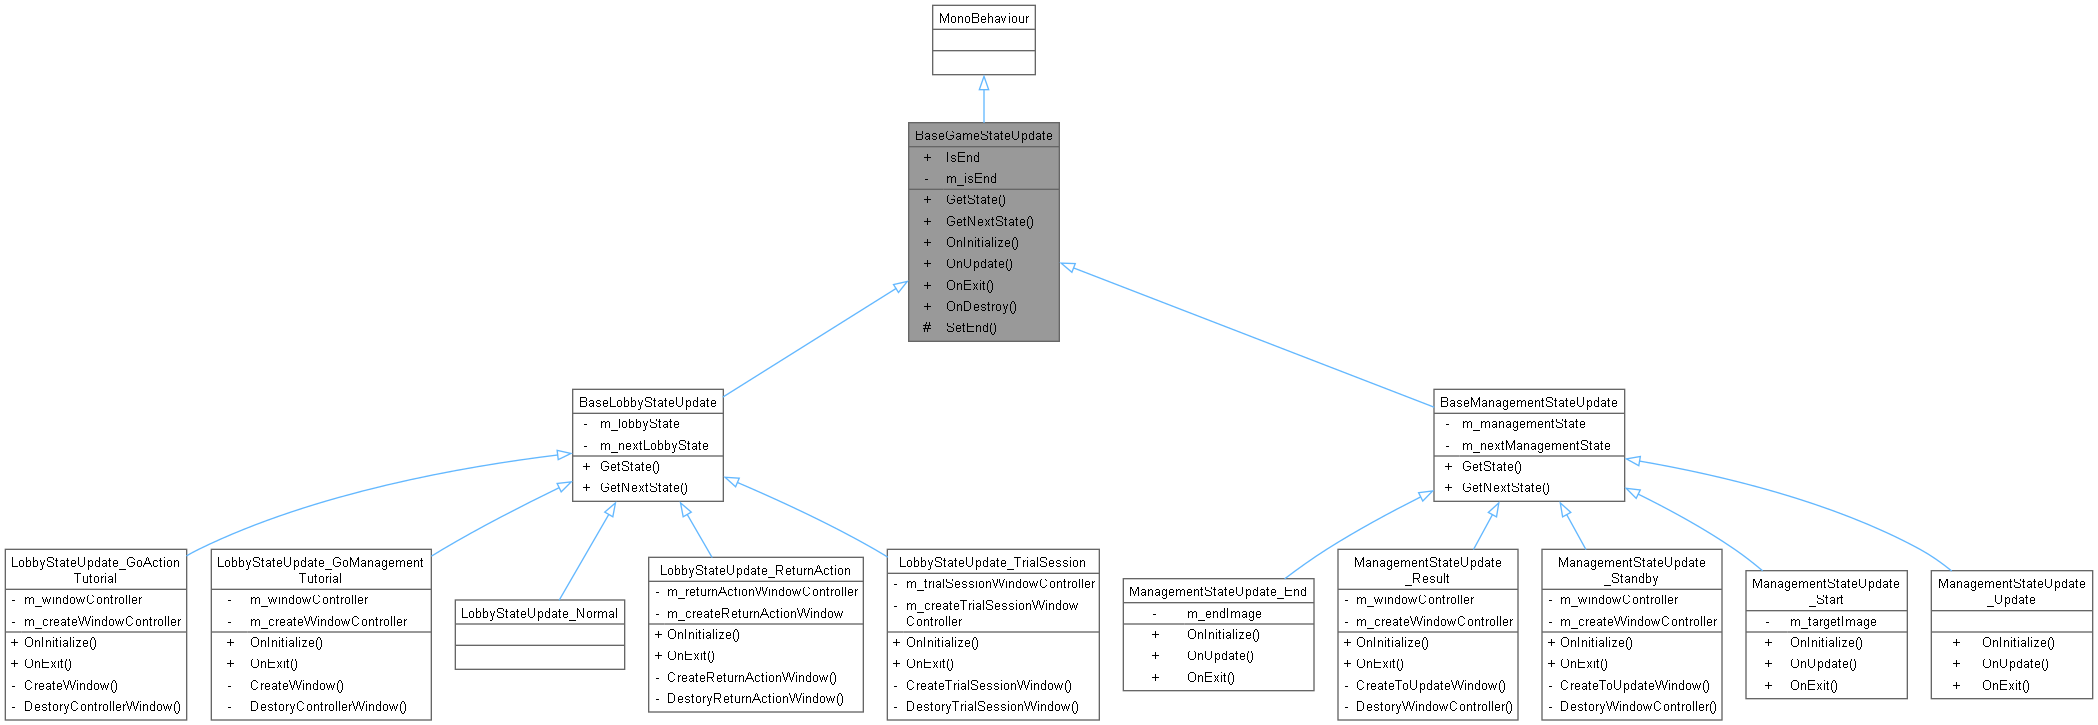 MonoBehaviour
BaseGameStateUpdate
+ IsEnd
- m_isEnd
+ GetState()
+ GetNextState()
+ OnInitialize()
+ OnUpdate()
+ OnExit()
+ OnDestroy()
# SetEnd()
BaseLobbyStateUpdate
- m_lobbyState
- m_nextLobbyState
+ GetState()
+ GetNextState()
BaseManagementStateUpdate
- m_managementState
- m_nextManagementState
+ GetState()
+ GetNextState()
LobbyStateUpdate_GoAction
Tutorial
- m_windowController
- m_createWindowController
+ OnInitialize()
+ OnExit()
- CreateWindow()
- DestoryControllerWindow()
LobbyStateUpdate_GoManagement
Tutorial
- m_windowController
- m_createWindowController
+ OnInitialize()
+ OnExit()
- CreateWindow()
- DestoryControllerWindow()
LobbyStateUpdate_Normal
LobbyStateUpdate_ReturnAction
- m_returnActionWindowController
- m_createReturnActionWindow
+ OnInitialize()
+ OnExit()
- CreateReturnActionWindow()
- DestoryReturnActionWindow()
LobbyStateUpdate_TrialSession
- m_trialSessionWindowController
- m_createTrialSessionWindow
Controller
+ OnInitialize()
+ OnExit()
- CreateTrialSessionWindow()
- DestoryTrialSessionWindow()
ManagementStateUpdate_End
- m_endImage
+ OnInitialize()
+ OnUpdate()
+ OnExit()
ManagementStateUpdate
_Result
- m_windowController
- m_createWindowController
+ OnInitialize()
+ OnExit()
- CreateToUpdateWindow()
- DestoryWindowController()
ManagementStateUpdate
_Standby
- m_windowController
- m_createWindowController
+ OnInitialize()
+ OnExit()
- CreateToUpdateWindow()
- DestoryWindowController()
ManagementStateUpdate
_Start
- m_targetImage
+ OnInitialize()
+ OnUpdate()
+ OnExit()
ManagementStateUpdate
_Update
+ OnInitialize()
+ OnUpdate()
+ OnExit()